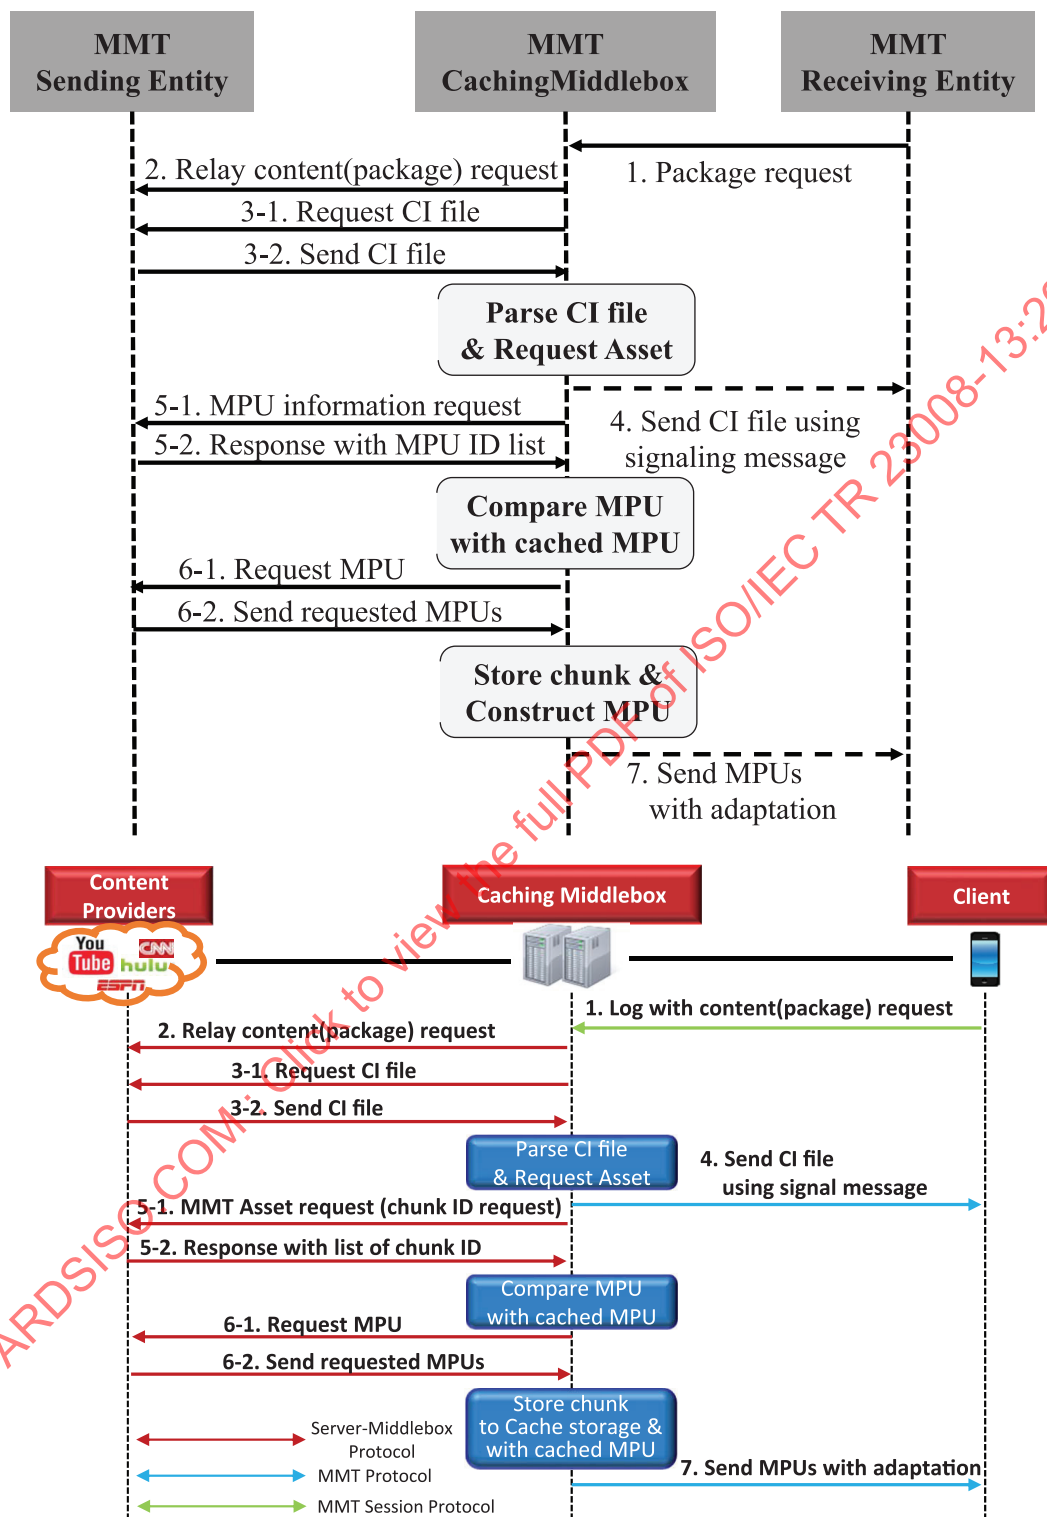 MMT
Sending Entity
MMT
CachingMiddlebox
MMT
Receiving Entity
1. Package request
2. Relay content(package) request
3-1. Request CI file
3-2. Send CI file
Parse CI file
& Request Asset
4. Send CI file using
signaling message
5-1. MPU information request
5-2. Response with MPU ID list
Compare MPU
with cached MPU
6-1. Request MPU
6-2. Send requested MPUs
Store chunk &
Construct MPU
7. Send MPUs
with adaptation
Content
Providers
Caching Middlebox
Client
You
Tube
CNN
hulu
ESPN
1. Log with content(package) request
2. Relay content(package) request
3-1. Request CI file
3-2. Send CI file
Parse CI file
& Request Asset
4. Send CI file
using signal message
5-1. MMT Asset request (chunk ID request)
5-2. Response with list of chunk ID
Compare MPU
with cached MPU
6-1. Request MPU
6-2. Send requested MPUs
Store chunk
to Cache storage &
with cached MPU
7. Send MPUs with adaptation
Server-Middlebox
Protocol
MMT Protocol
MMT Session Protocol
ARDSISO.COM : Click to view the full PDF of ISO/IEC TR 23008-13:20